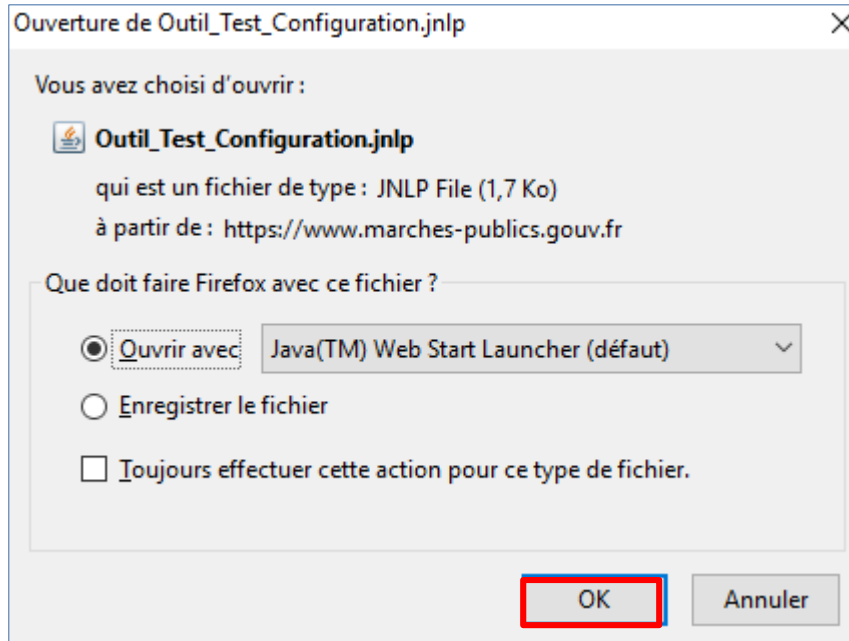 Ouverture de Outil_Test_Configuration.jnlp
Vous avez choisi d'ouvrir :
Outil_Test_Configuration.jnlp
qui est un fichier de type : JNLP File (1,7 Ko)
à partir de : https://www.marches-publics.gouv.fr
Que doit faire Firefox avec ce fichier ?
Ouvrir avec Java(TM) Web Start Launcher (défaut)
Enregistrer le fichier
Toujours effectuer cette action pour ce type de fichier.
OK Annuler